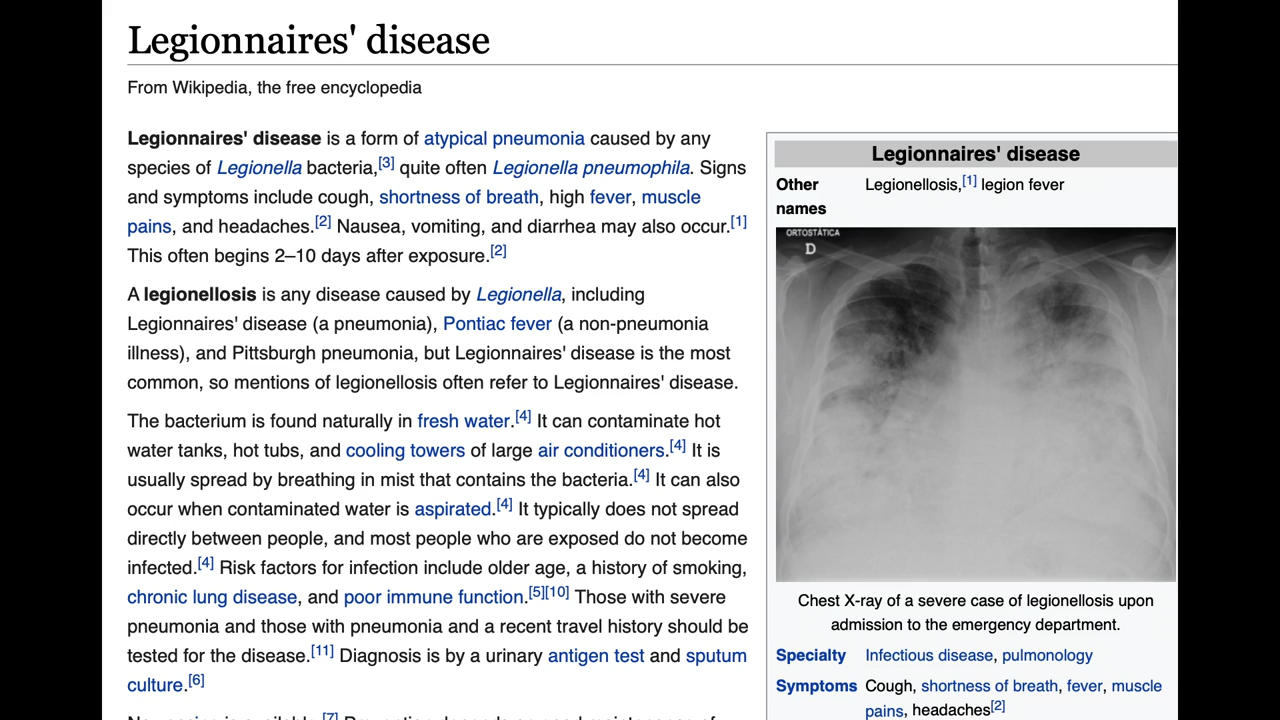 Legionnaires' disease
From Wikipedia, the free encyclopedia
Legionnaires' disease is a form of atypical pneumonia caused by any
species of Legionella bacteria,[3] quite often Legionella pneumophila. Signs
and symptoms include cough, shortness of breath, high fever, muscle
pains, and headaches.[2] Nausea, vomiting, and diarrhea may also occur.[1]
This often begins 2–10 days after exposure.[2]
A legionellosis is any disease caused by Legionella, including
Legionnaires' disease (a pneumonia), Pontiac fever (a non-pneumonia
illness), and Pittsburgh pneumonia, but Legionnaires' disease is the most
common, so mentions of legionellosis often refer to Legionnaires' disease.
The bacterium is found naturally in fresh water.[4] It can contaminate hot
water tanks, hot tubs, and cooling towers of large air conditioners.[4] It is
usually spread by breathing in mist that contains the bacteria.[4] It can also
occur when contaminated water is aspirated.[4] It typically does not spread
directly between people, and most people who are exposed do not become
infected.[4] Risk factors for infection include older age, a history of smoking,
chronic lung disease, and poor immune function.[5][10] Those with severe
pneumonia and those with pneumonia and a recent travel history should be
tested for the disease.[11] Diagnosis is by a urinary antigen test and sputum
culture.[6]
Legionnaires' disease
Other Legionellosis,[1] legion fever
names
ORTOSTÁTICA
D
Chest X-ray of a severe case of legionellosis upon
admission to the emergency department.
Specialty Infectious disease, pulmonology
Symptoms Cough, shortness of breath, fever, muscle
pains, headaches[2]